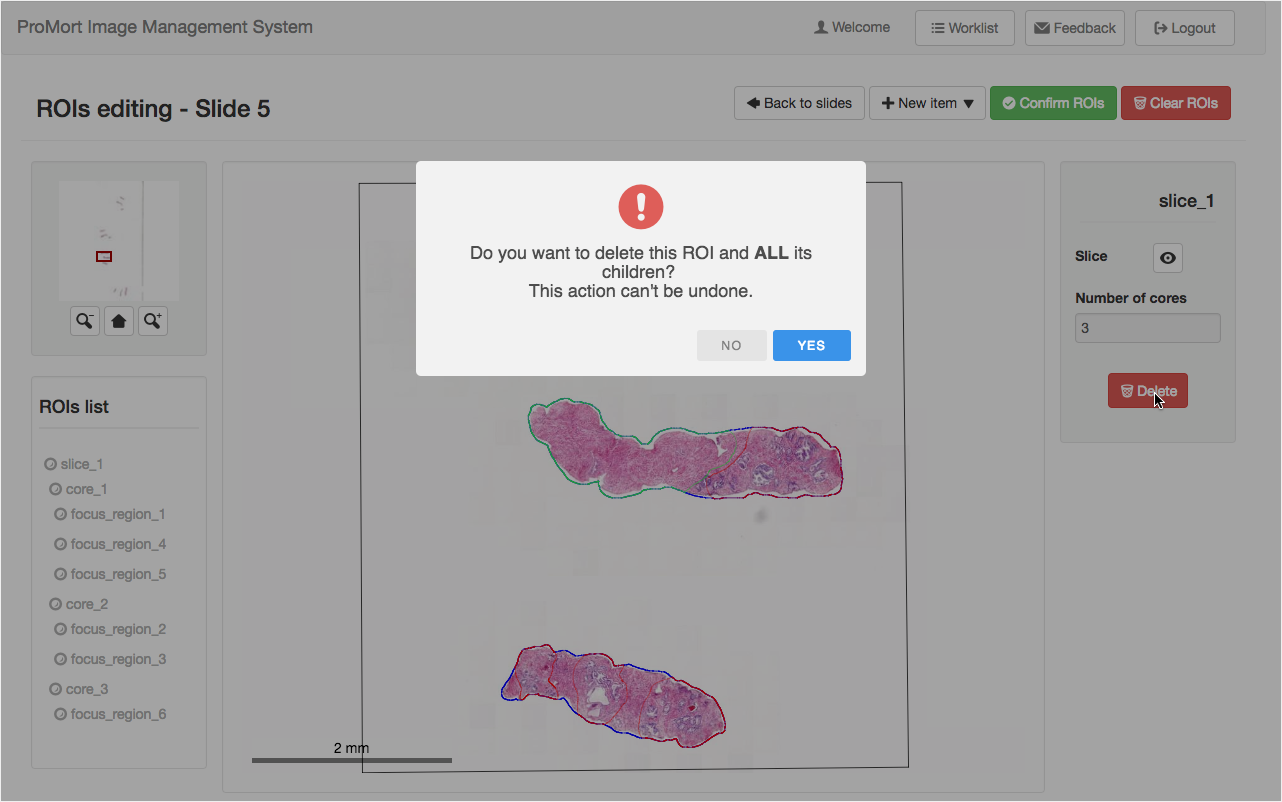 ProMort Image Management System
Welcome
Worklist
Feedback
Logout
ROIs editing - Slide 5
Back to slides
New item
Confirm ROIs
Clear ROIs
Do you want to delete this ROI and ALL its
children?
This action can't be undone.
NO
YES
slice_1
Slice
Number of cores
3
Delete
ROIs list
slice_1
core_1
focus_region_1
focus_region_4
focus_region_5
core_2
focus_region_2
focus_region_3
core_3
focus_region_6
2 mm